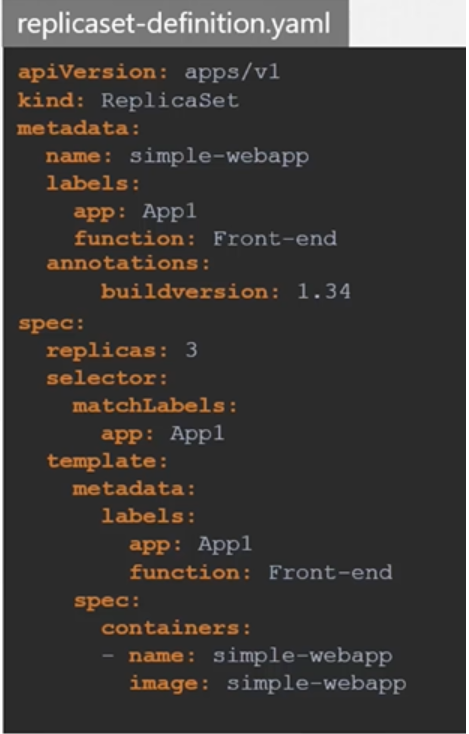 replicaset-definition.yaml
apiVersion: apps/v1
kind: ReplicaSet
metadata:
  name: simple-webapp
  labels:
    app: App1
    function: Front-end
  annotations:
      buildversion: 1.34
spec:
  replicas: 3
  selector:
    matchLabels:
      app: App1
  template:
    metadata:
      labels:
        app: App1
        function: Front-end
    spec:
      containers:
      - name: simple-webapp
        image: simple-webapp